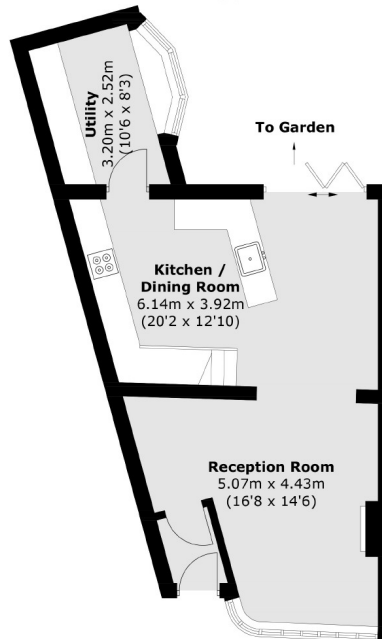 Utility
3.20m x 2.52m
(10'6 x 8'3)
To Garden
Kitchen /
Dining Room
6.14m x 3.92m
(20'2 x 12'10)
Reception Room
5.07m x 4.43m
(16'8 x 14'6)